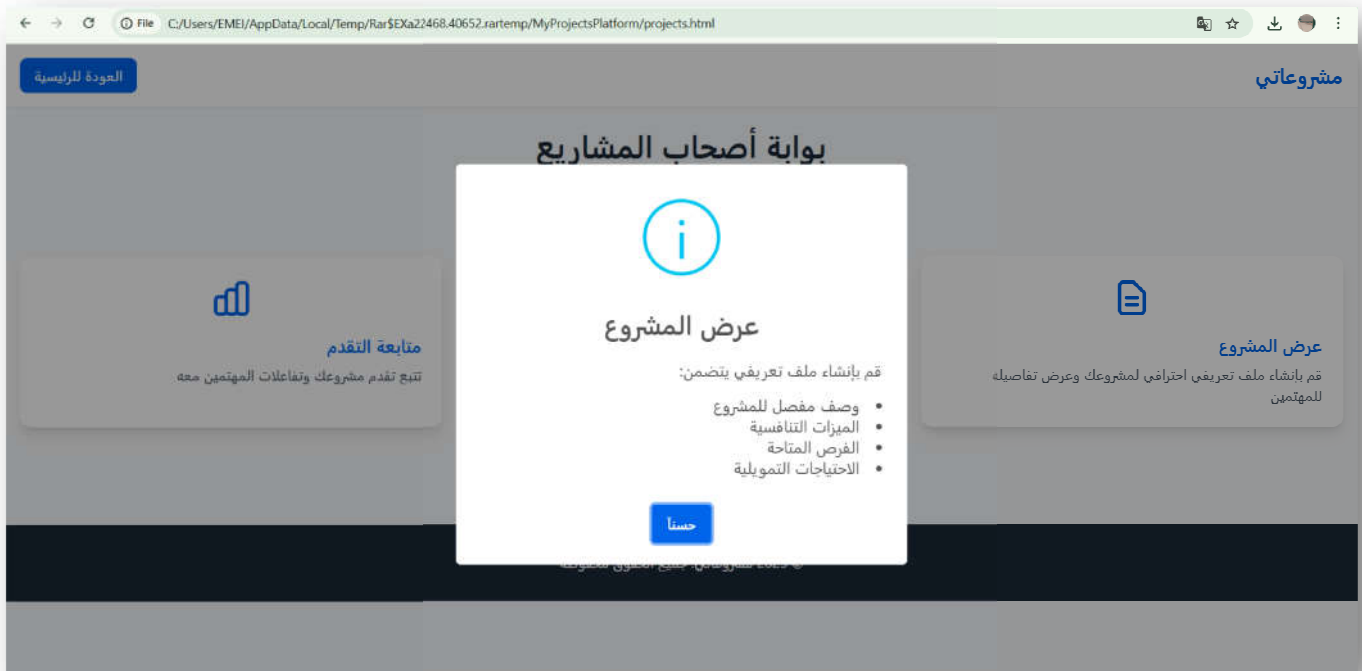 File C:/Users/EMEI/AppData/Local/Temp/Rar$EXa22468.40652.rartemp/MyProjectsPlatform/projects.html
مشروعاتي
العودة للرئيسية
بوابة أصحاب المشاريع
عرض المشروع
قم بإنشاء ملف تعريفي احترافي لمشروعك وعرض تفاصيله
للمهتمين
متابعة التقدم
تتبع تقدم مشروعك وتفاعلات المهتمين معه
عرض المشروع
قم بإنشاء ملف تعريفي يتضمن:
• وصف مفصل للمشروع
• الميزات التنافسية
• الفرص المتاحة
• الاحتياجات التمويلية
حسناً